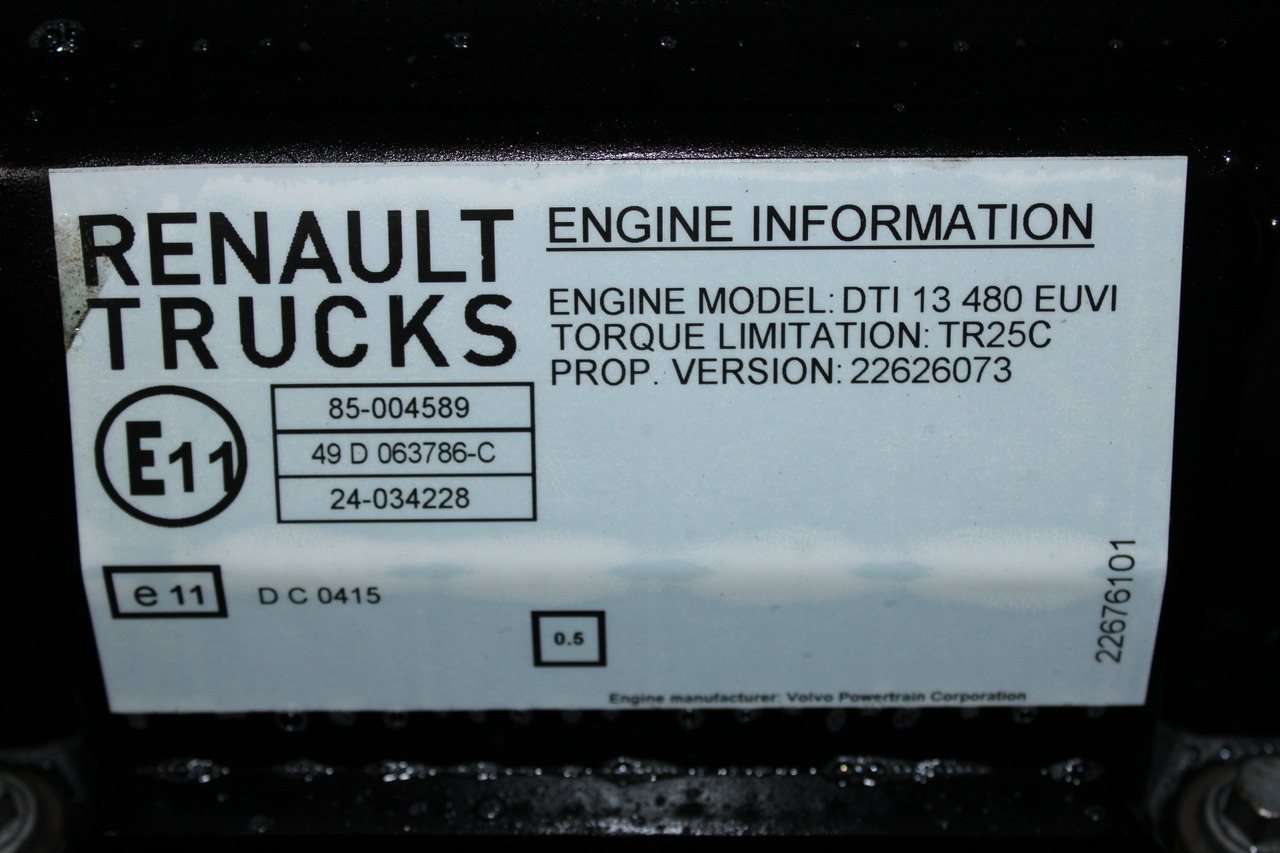 RENAULT
TRUCKS
ENGINE INFORMATION
ENGINE MODEL: DTI 13 480 EUVI
TORQUE LIMITATION: TR25C
PROP. VERSION: 22626073
E11
85-004589
49 D 063786-C
24-034228
e 11
D C 0415
0.5
22676101
Engine manufacturer: Volvo Powertrain Corporation